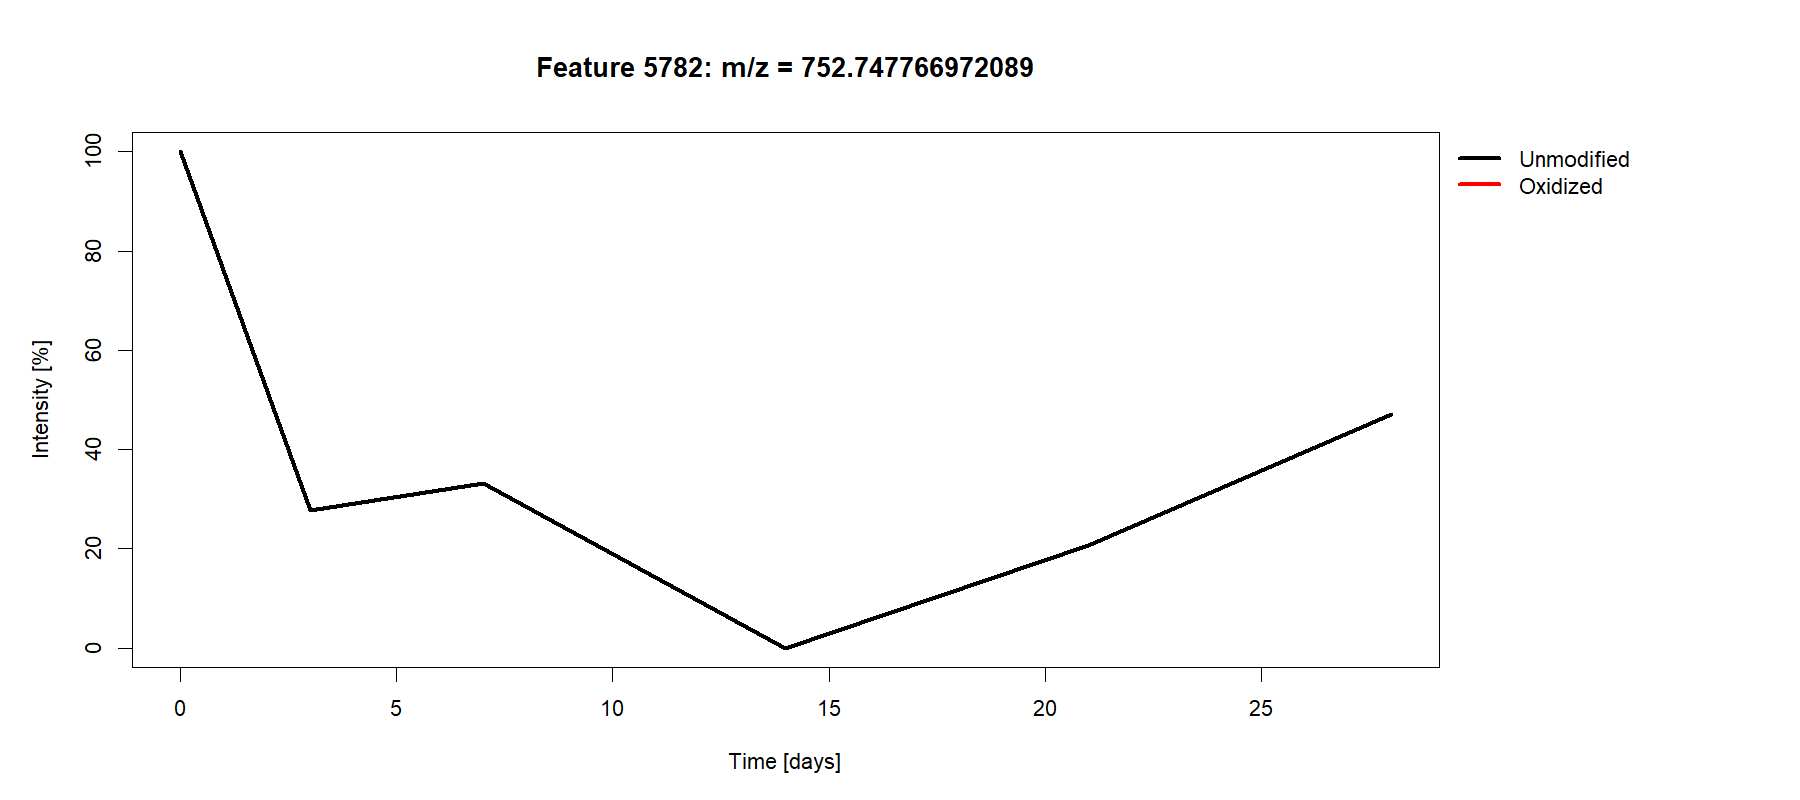 Feature 5782: m/z = 752.747766972089
Unmodified
Oxidized
Intensity [%]
100
80
60
40
20
0
0 5 10 15 20 25
Time [days]